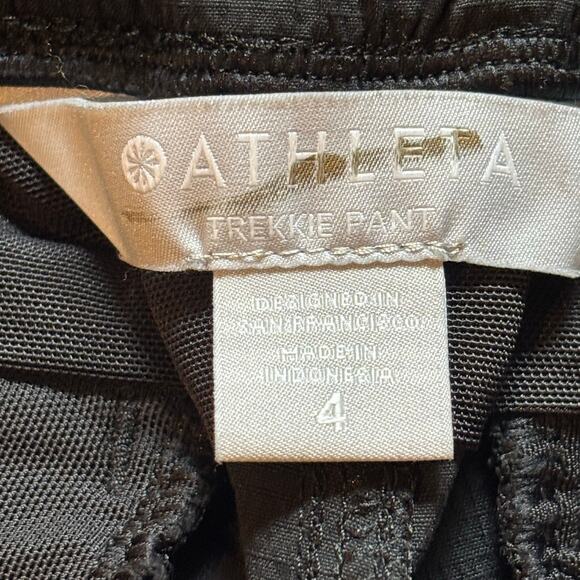 ATHLETA
TREKKIE PANT
DESIGNED IN
SAN FRANCISCO.
MADE IN
INDONESIA
4